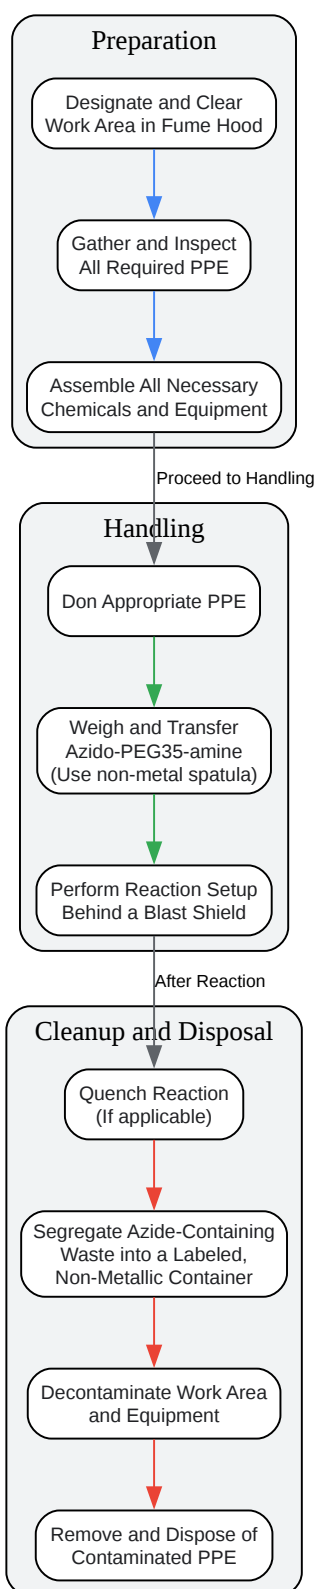 Preparation
Designate and Clear
Work Area in Fume Hood
Gather and Inspect
All Required PPE
Assemble All Necessary
Chemicals and Equipment
Proceed to Handling
Handling
Don Appropriate PPE
Weigh and Transfer
Azido-PEG35-amine
(Use non-metal spatula)
Perform Reaction Setup
Behind a Blast Shield
After Reaction
Cleanup and Disposal
Quench Reaction
(If applicable)
Segregate Azide-Containing
Waste into a Labeled,
Non-Metallic Container
Decontaminate Work Area
and Equipment
Remove and Dispose of
Contaminated PPE